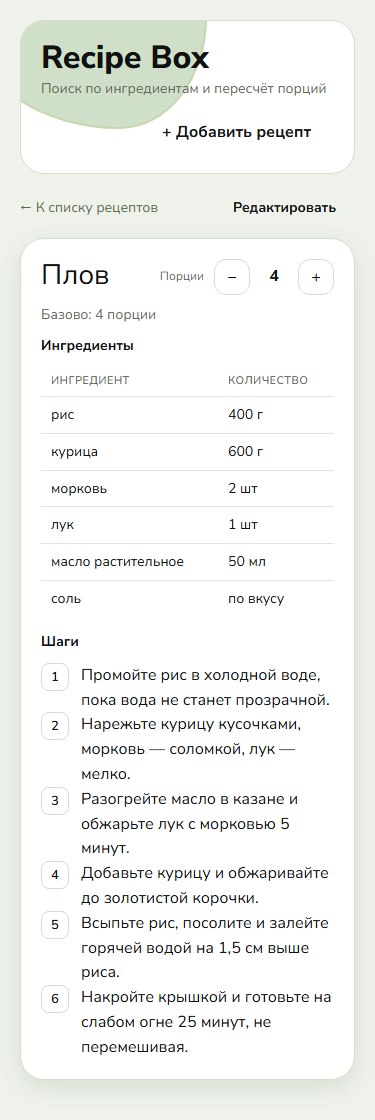 Recipe Box
Поиск по ингредиентам и пересчёт порций
+ Добавить рецепт
← К списку рецептов
Редактировать
Плов
Порции − 4 +
Базово: 4 порции
Ингредиенты
ИНГРЕДИЕНТ КОЛИЧЕСТВО
рис 400 г
курица 600 г
морковь 2 шт
лук 1 шт
масло растительное 50 мл
соль по вкусу
Шаги
1 Промойте рис в холодной воде,
пока вода не станет прозрачной.
2 Нарежьте курицу кусочками,
морковь — соломкой, лук —
мелко.
3 Разогрейте масло в казане и
обжарьте лук с морковью 5
минут.
4 Добавьте курицу и обжаривайте
до золотистой корочки.
5 Всыпьте рис, посолите и залейте
горячей водой на 1,5 см выше
риса.
6 Накройте крышкой и готовьте на
слабом огне 25 минут, не
перемешивая.